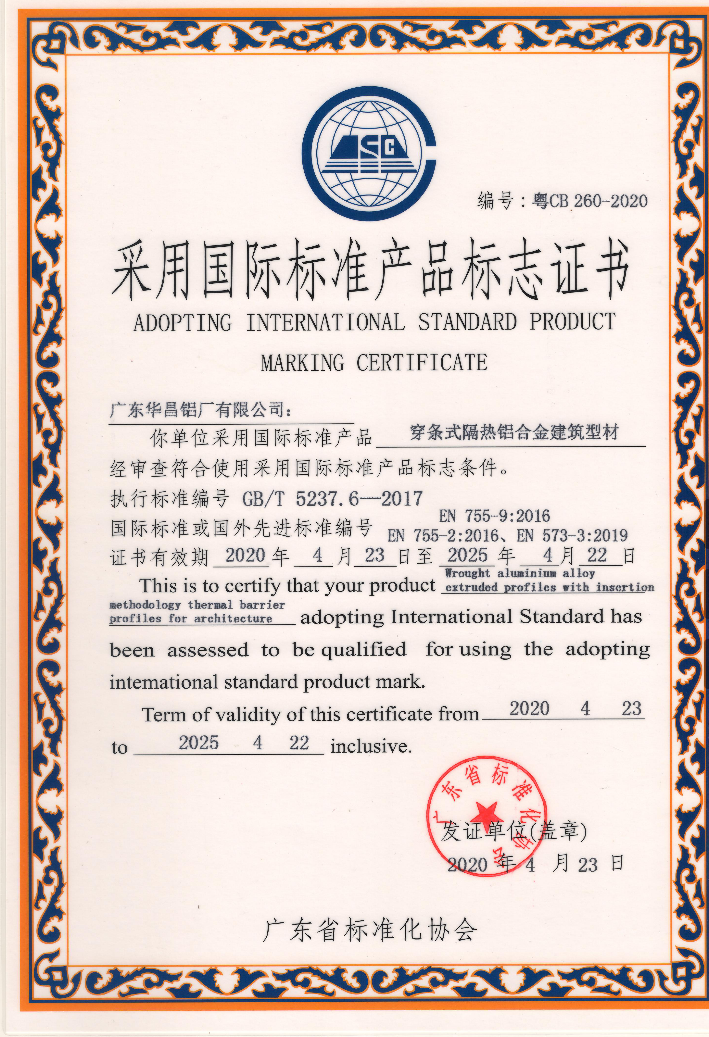 ISC
编号：粤CB 260-2020
采用国际标准产品标志证书
ADOPTING INTERNATIONAL STANDARD PRODUCT
MARKING CERTIFICATE
广东华昌铝厂有限公司：
你单位采用国际标准产品 穿条式隔热铝合金建筑型材
经审查符合使用采用国际标准产品标志条件。
执行标准编号 GB/T 5237.6—2017
EN 755-9:2016
国际标准或国外先进标准编号 EN 755-2:2016、EN 573-3:2019
证书有效期 2020 年 4 月 23 日至 2025 年 4 月 22 日
This is to certify that your product Wrought aluminium alloy
extruded profiles with insertion
methodology thermal barrier
profiles for architecture adopting International Standard has
been assessed to be qualified for using the adopting
international standard product mark.
Term of validity of this certificate from 2020 4 23
to 2025 4 22 inclusive.
广东省标准化协会
发证单位(盖章)
2020 年 4 月 23 日
广东省标准化协会